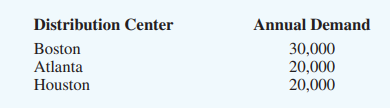 Distribution Center Annual Demand
Boston 30,000
Atlanta 20,000
Houston 20,000